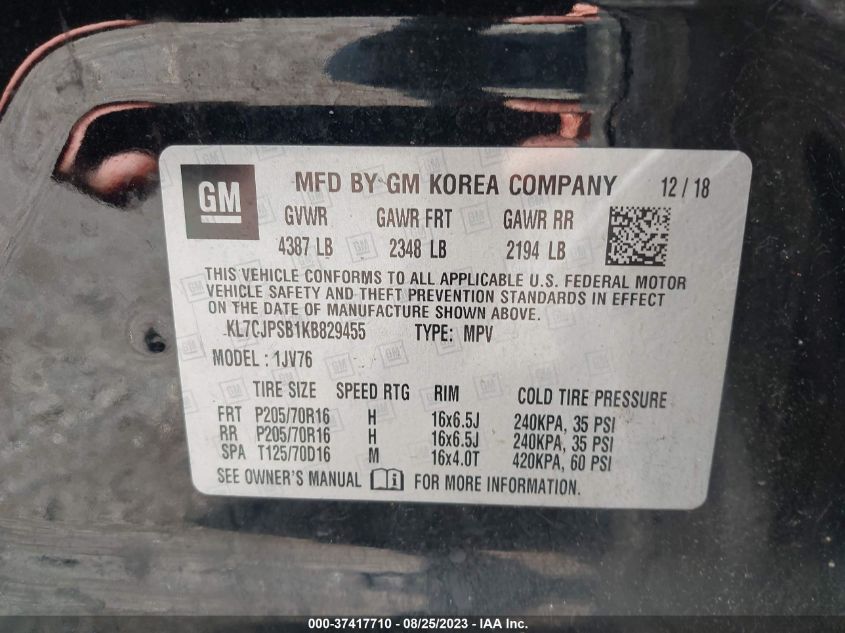 GM MFD BY GM KOREA COMPANY 12 / 18
GVWR GAWR FRT GAWR RR
4387 LB 2348 LB 2194 LB
THIS VEHICLE CONFORMS TO ALL APPLICABLE U.S. FEDERAL MOTOR
VEHICLE SAFETY AND THEFT PREVENTION STANDARDS IN EFFECT
ON THE DATE OF MANUFACTURE SHOWN ABOVE.
KL7CJPSB1KB829455 TYPE: MPV
MODEL : 1JV76
TIRE SIZE SPEED RTG RIM COLD TIRE PRESSURE
FRT P205/70R16 H 16x6.5J 240KPA, 35 PSI
RR P205/70R16 H 16x6.5J 240KPA, 35 PSI
SPA T125/70D16 M 16x4.0T 420KPA, 60 PSI
SEE OWNER'S MANUAL i FOR MORE INFORMATION.
000-37417710 - 08/25/2023 - IAA Inc.